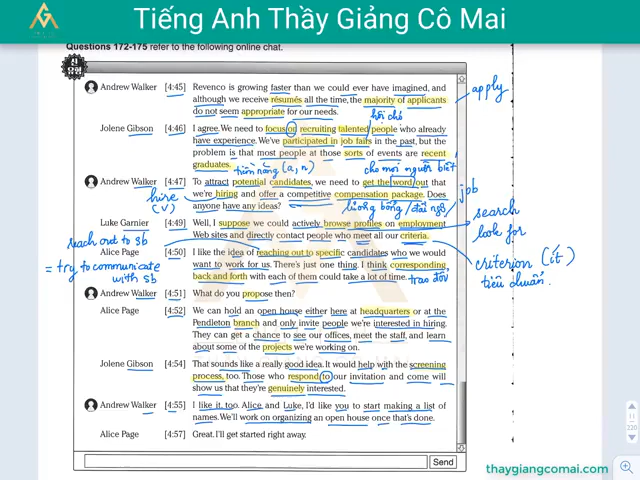 Tiếng Anh Thầy Giảng Cô Mai
Questions 172-175 refer to the following online chat.
Andrew Walker [4:45] Revenco is growing faster than we could ever have imagined, and
although we receive résumés all the time, the majority of applicants
do not seem appropriate for our needs.
apply
hội chợ
Jolene Gibson [4:46] I agree. We need to focus on recruiting talented people who already
have experience. We've participated in job fairs in the past, but the
problem is that most people at those sorts of events are recent
graduates.
tiềm năng (a, n)
cho mọi người biết
Andrew Walker [4:47] To attract potential candidates, we need to get the word out that
we're hiring and offer a competitive compensation package. Does
anyone have any ideas?
hire
(v)
lương bổng / đãi ngộ
job
Luke Garnier [4:49] Well, I suppose we could actively browse profiles on employment
Web sites and directly contact people who meet all our criteria.
search
look for
reach out to sb
= try to communicate
with sb
Alice Page [4:50] I like the idea of reaching out to specific candidates who we would
want to work for us. There's just one thing. I think corresponding
back and forth with each of them could take a lot of time.
trao đổi
criterion (ít)
tiêu chuẩn
Andrew Walker [4:51] What do you propose then?
Alice Page [4:52] We can hold an open house either here at headquarters or at the
Pendleton branch and only invite people we're interested in hiring.
They can get a chance to see our offices, meet the staff, and learn
about some of the projects we're working on.
Jolene Gibson [4:54] That sounds like a really good idea. It would help with the screening
process, too. Those who respond to our invitation and come will
show us that they're genuinely interested.
Andrew Walker [4:55] I like it, too. Alice and Luke, I'd like you to start making a list of
names. We'll work on organizing an open house once that's done.
Alice Page [4:57] Great. I'll get started right away.
Send
11
220
thaygiangcomai.com